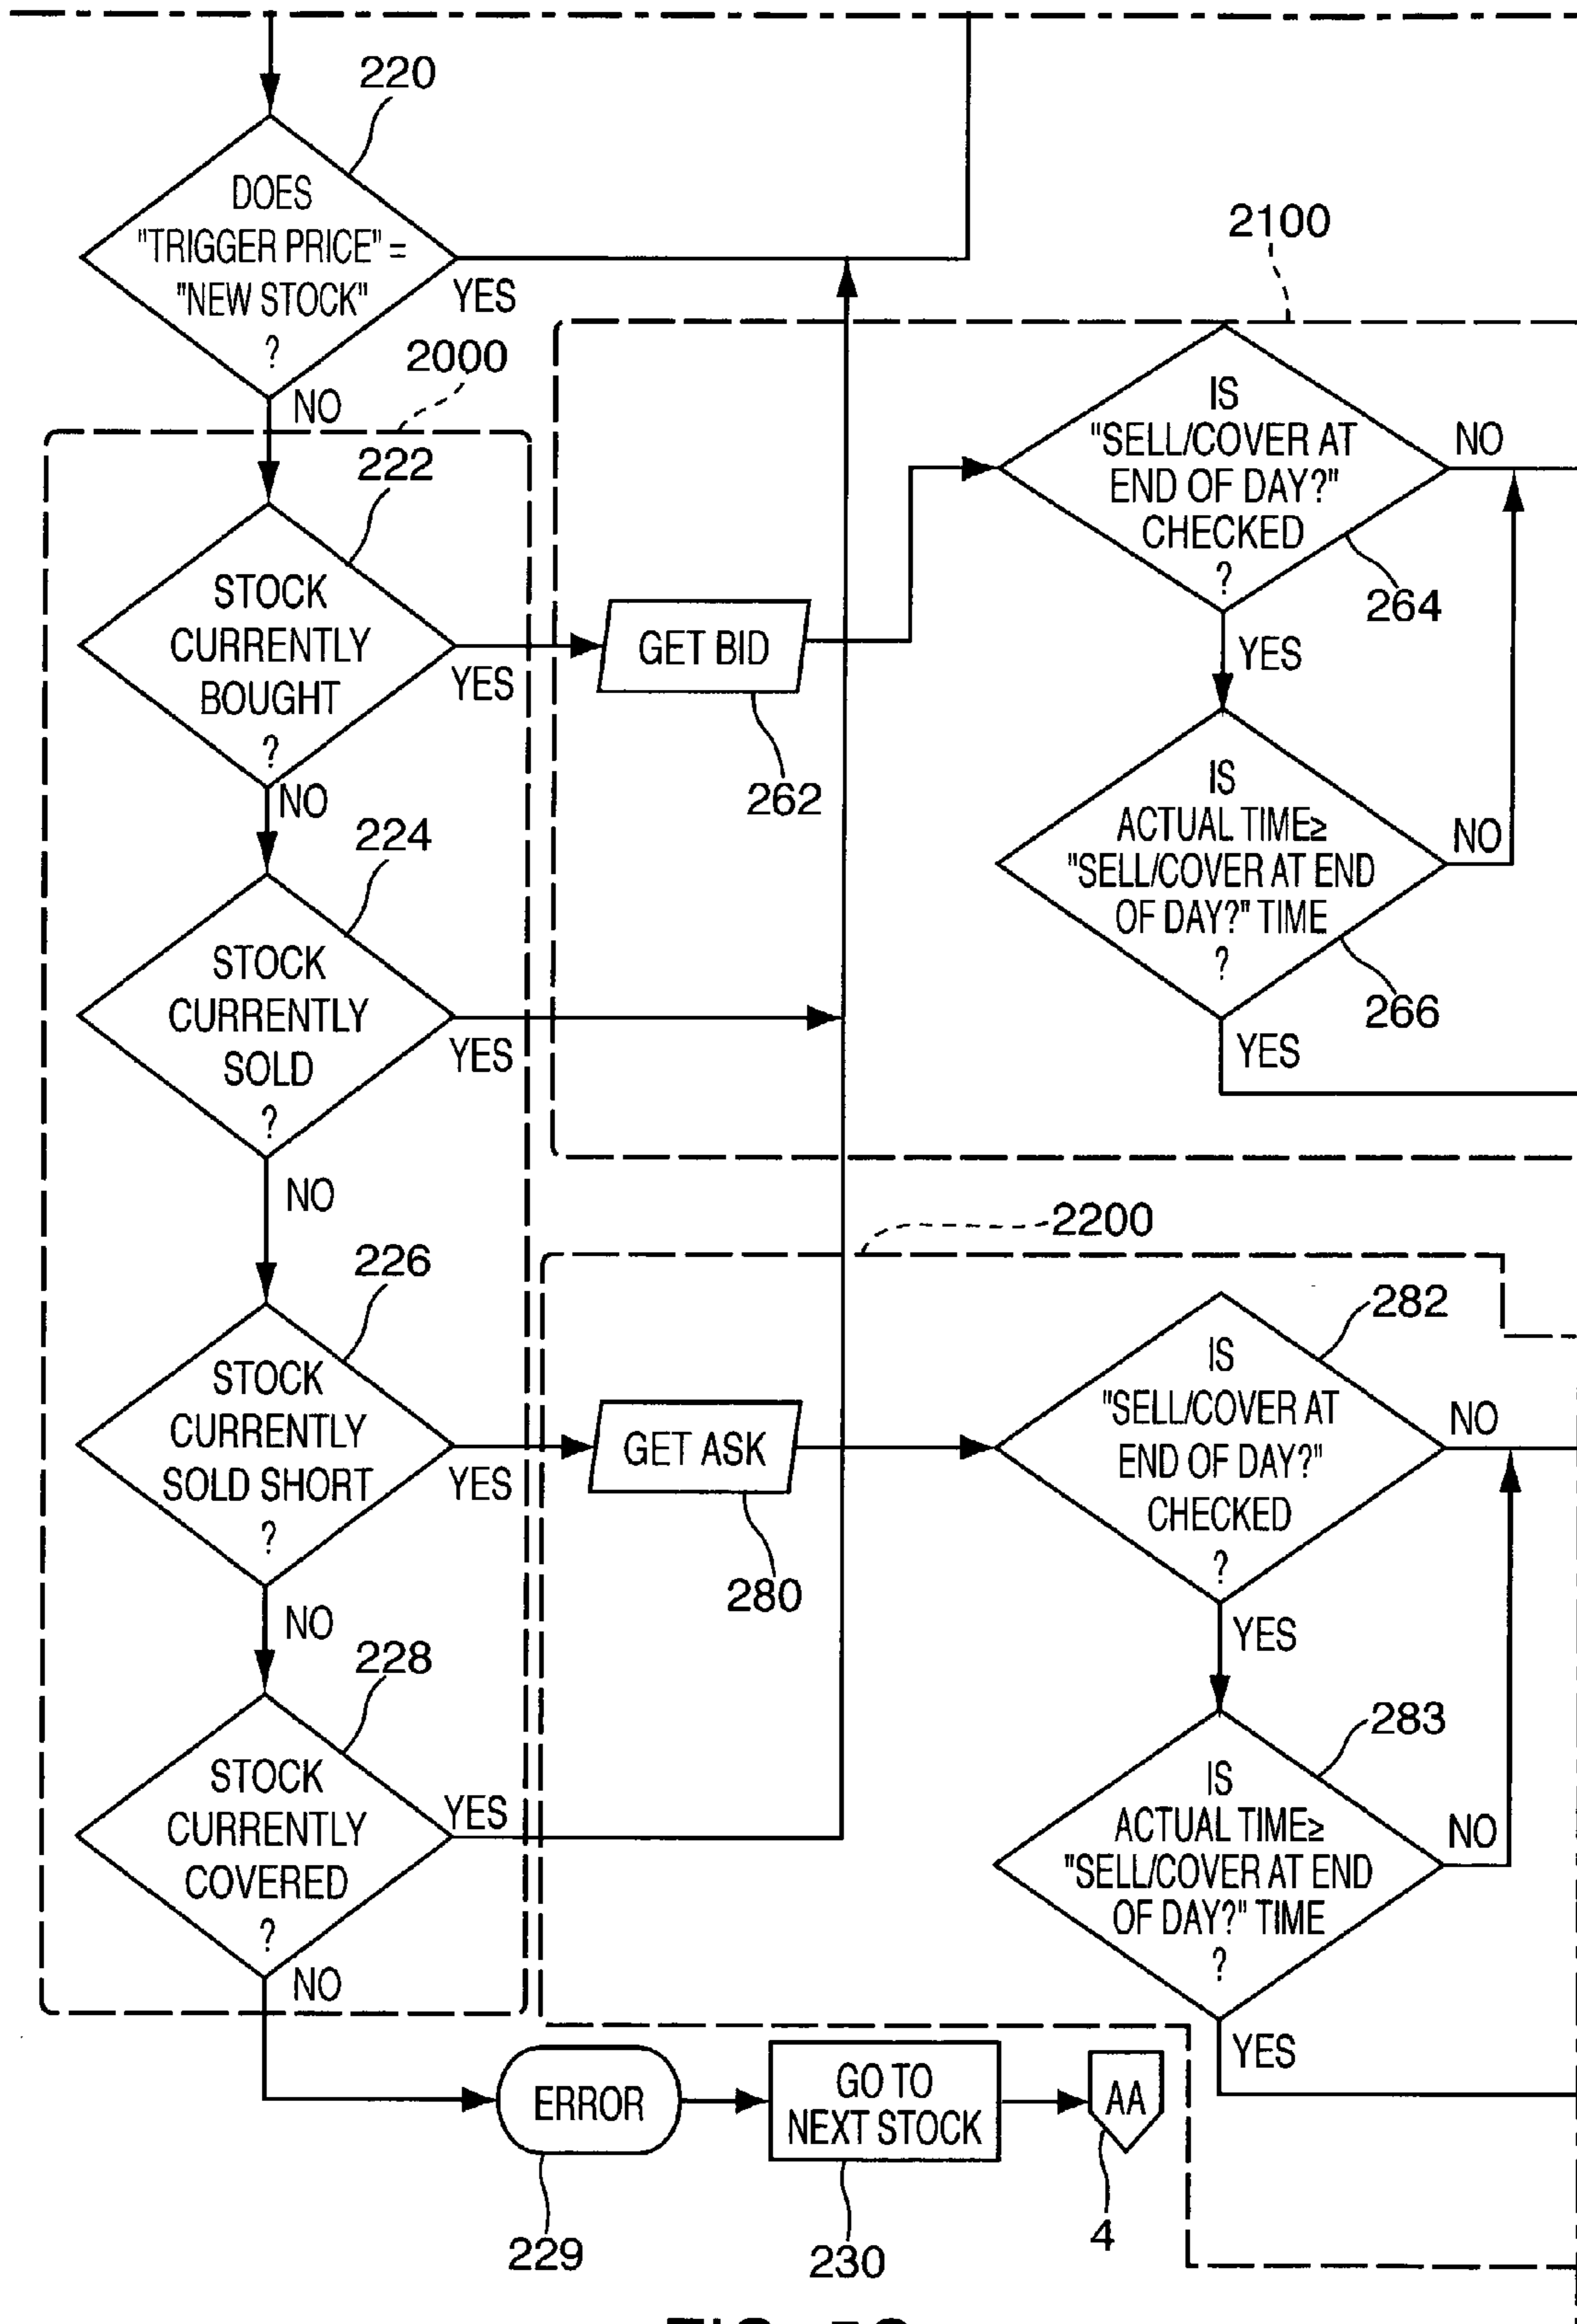 220
DOES
"TRIGGER PRICE" =
"NEW STOCK"
?
YES
NO
2000
2100
222
STOCK
CURRENTLY
BOUGHT
?
YES
NO
GET BID
262
IS
"SELL/COVER AT
END OF DAY?"
CHECKED
?
NO
264
YES
IS
ACTUAL TIME≥
"SELL/COVER AT END
OF DAY?" TIME
?
NO
266
YES
224
STOCK
CURRENTLY
SOLD
?
YES
NO
2200
226
STOCK
CURRENTLY
SOLD SHORT
?
YES
NO
GET ASK
280
282
IS
"SELL/COVER AT
END OF DAY?"
CHECKED
?
NO
YES
283
IS
ACTUAL TIME≥
"SELL/COVER AT END
OF DAY?" TIME
?
NO
YES
228
STOCK
CURRENTLY
COVERED
?
YES
NO
ERROR
229
GO TO
NEXT STOCK
230
AA
4